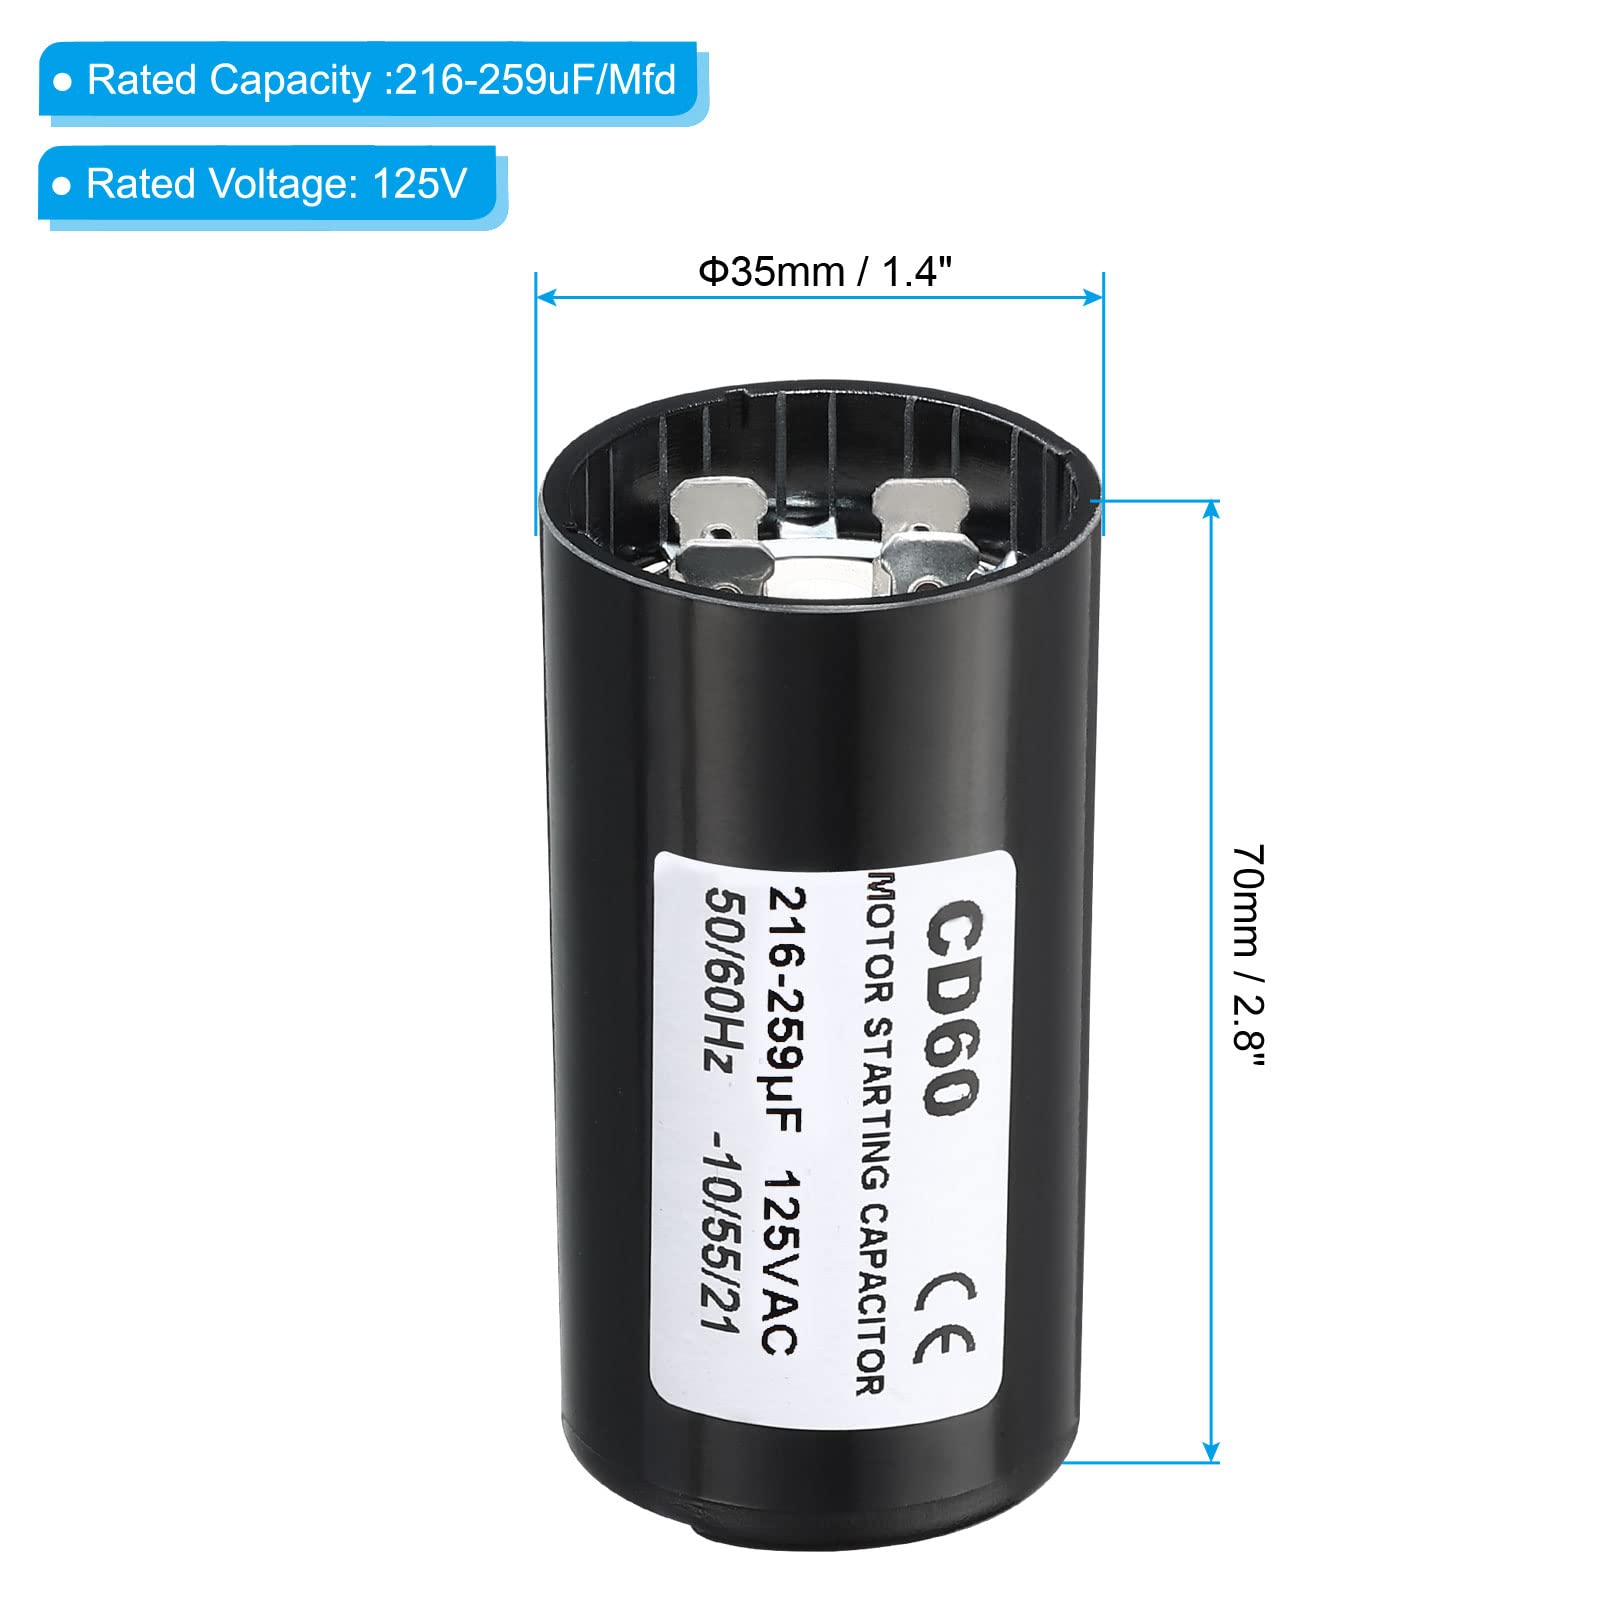 ● Rated Capacity :216-259uF/Mfd
● Rated Voltage: 125V
Φ35mm / 1.4"
70mm / 2.8"
CD60 CE
MOTOR STARTING CAPACITOR
216-259μF 125VAC
50/60Hz -10/55/21